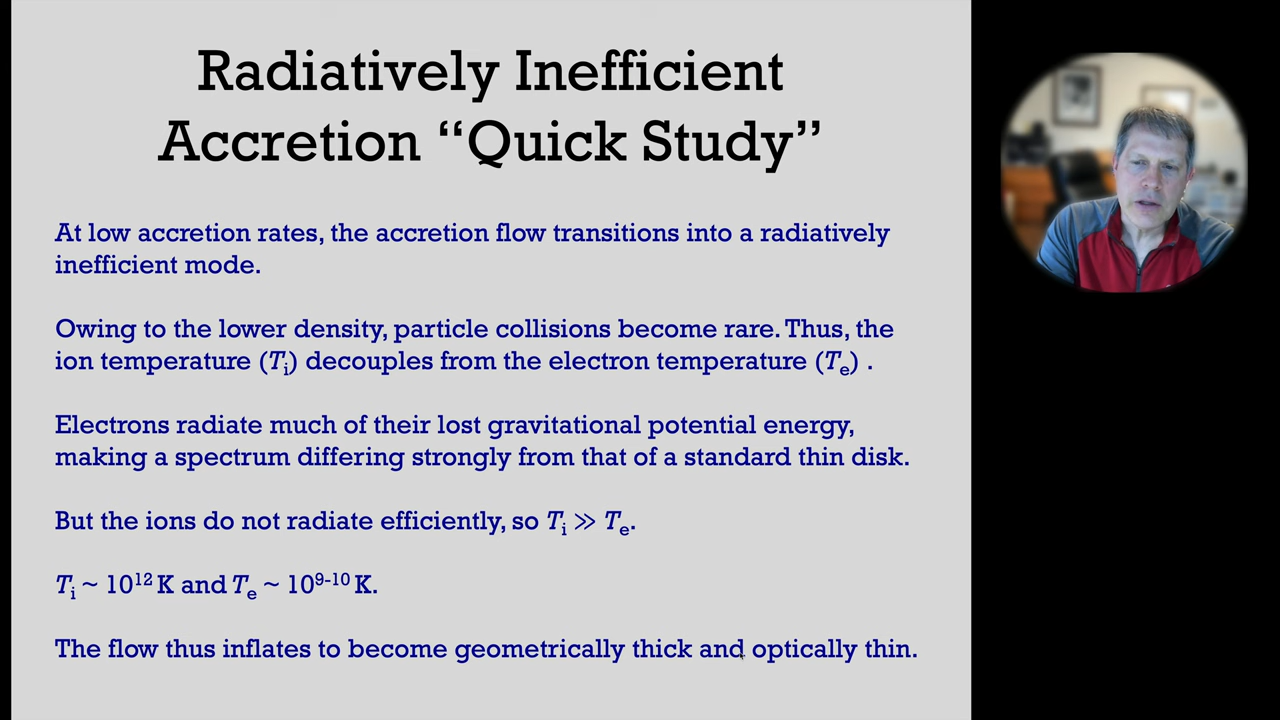 Radiatively Inefficient
Accretion “Quick Study”
At low accretion rates, the accretion flow transitions into a radiatively
inefficient mode.
Owing to the lower density, particle collisions become rare. Thus, the
ion temperature (Tᵢ) decouples from the electron temperature (Tₑ) .
Electrons radiate much of their lost gravitational potential energy,
making a spectrum differing strongly from that of a standard thin disk.
But the ions do not radiate efficiently, so Tᵢ ≫ Tₑ.
Tᵢ ~ 10¹² K and Tₑ ~ 10⁹⁻¹⁰ K.
The flow thus inflates to become geometrically thick and optically thin.